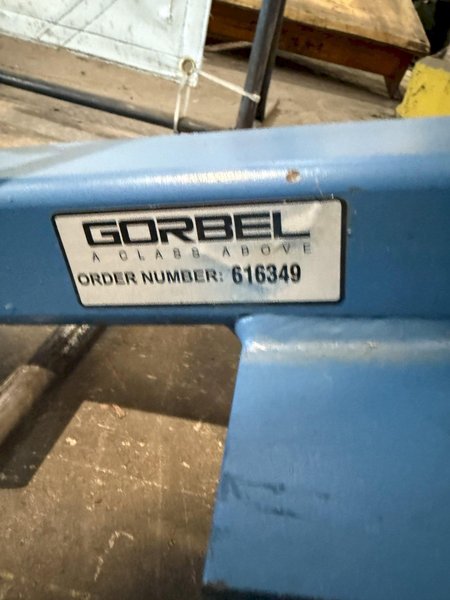 GORBEL
A CLASS ABOVE
ORDER NUMBER: 616349